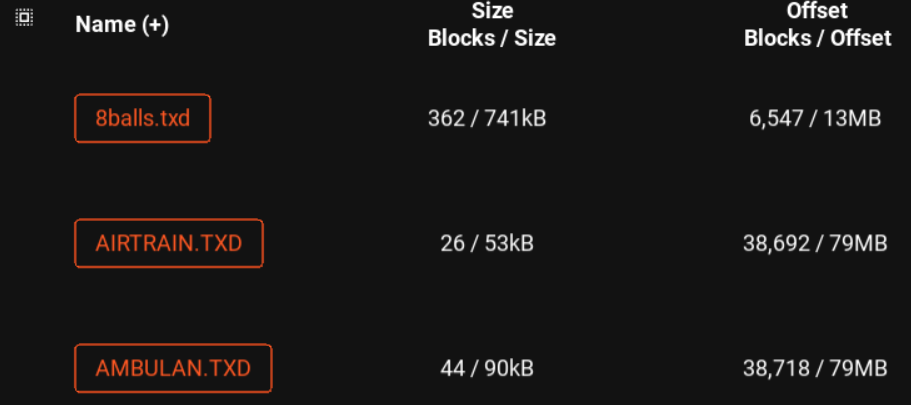 Name (+)
Size
Blocks / Size
Offset
Blocks / Offset
8balls.txd
362 / 741kB
6,547 / 13MB
AIRTRAIN.TXD
26 / 53kB
38,692 / 79MB
AMBULAN.TXD
44 / 90kB
38,718 / 79MB